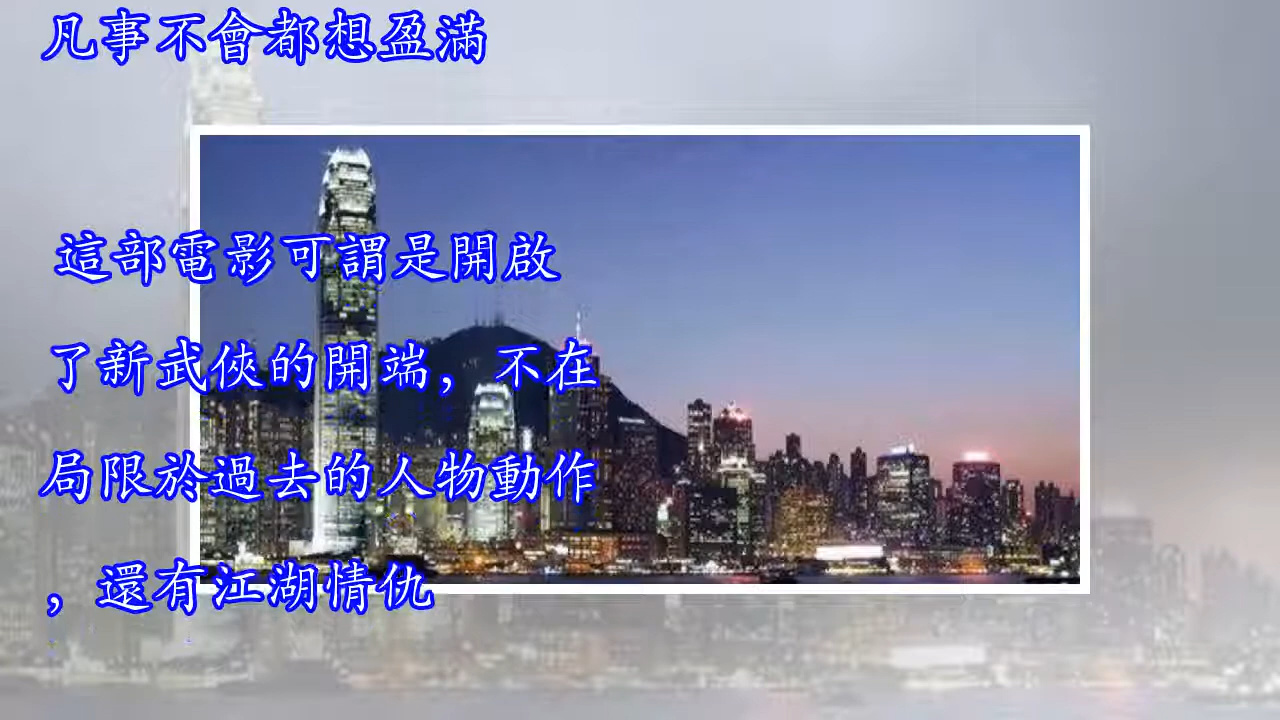 凡事不會都想盈滿
這部電影可謂是開啟
了新武俠的開端，不在
局限於過去的人物動作
，還有江湖情仇